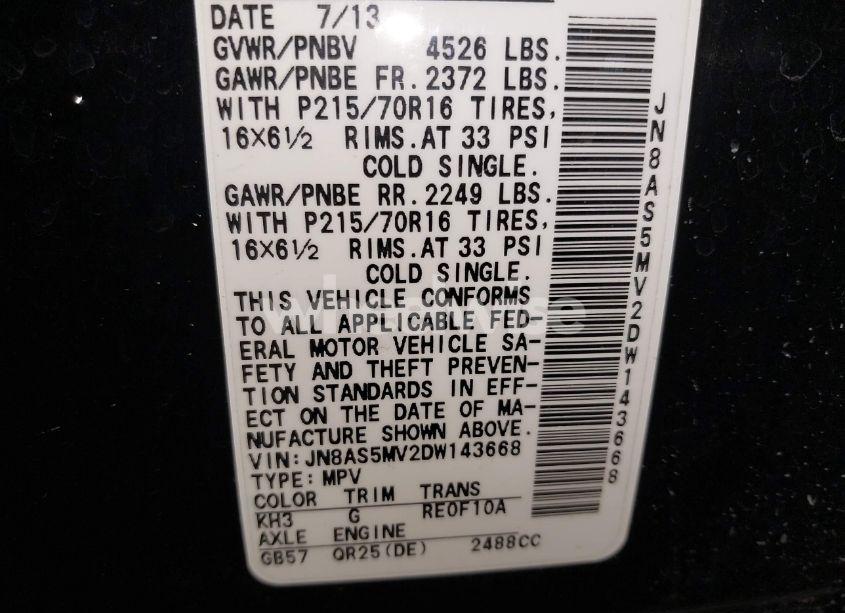 DATE 7/13
GVWR/PNBV 4526 LBS.
GAWR/PNBE FR. 2372 LBS.
WITH P215/70R16 TIRES,
16X6½ RIMS. AT 33 PSI
COLD SINGLE.
GAWR/PNBE RR. 2249 LBS.
WITH P215/70R16 TIRES,
16X6½ RIMS. AT 33 PSI
COLD SINGLE.
THIS VEHICLE CONFORMS
TO ALL APPLICABLE FED-
ERAL MOTOR VEHICLE SA-
FETY AND THEFT PREVEN-
TION STANDARDS IN EFF-
ECT ON THE DATE OF MA-
NUFACTURE SHOWN ABOVE.
VIN: JN8AS5MV2DW143668
TYPE: MPV
COLOR TRIM TRANS
KH3 G RE0F10A
AXLE ENGINE
GB57 QR25(DE) 2488CC
JN8AS5MV2DW143668